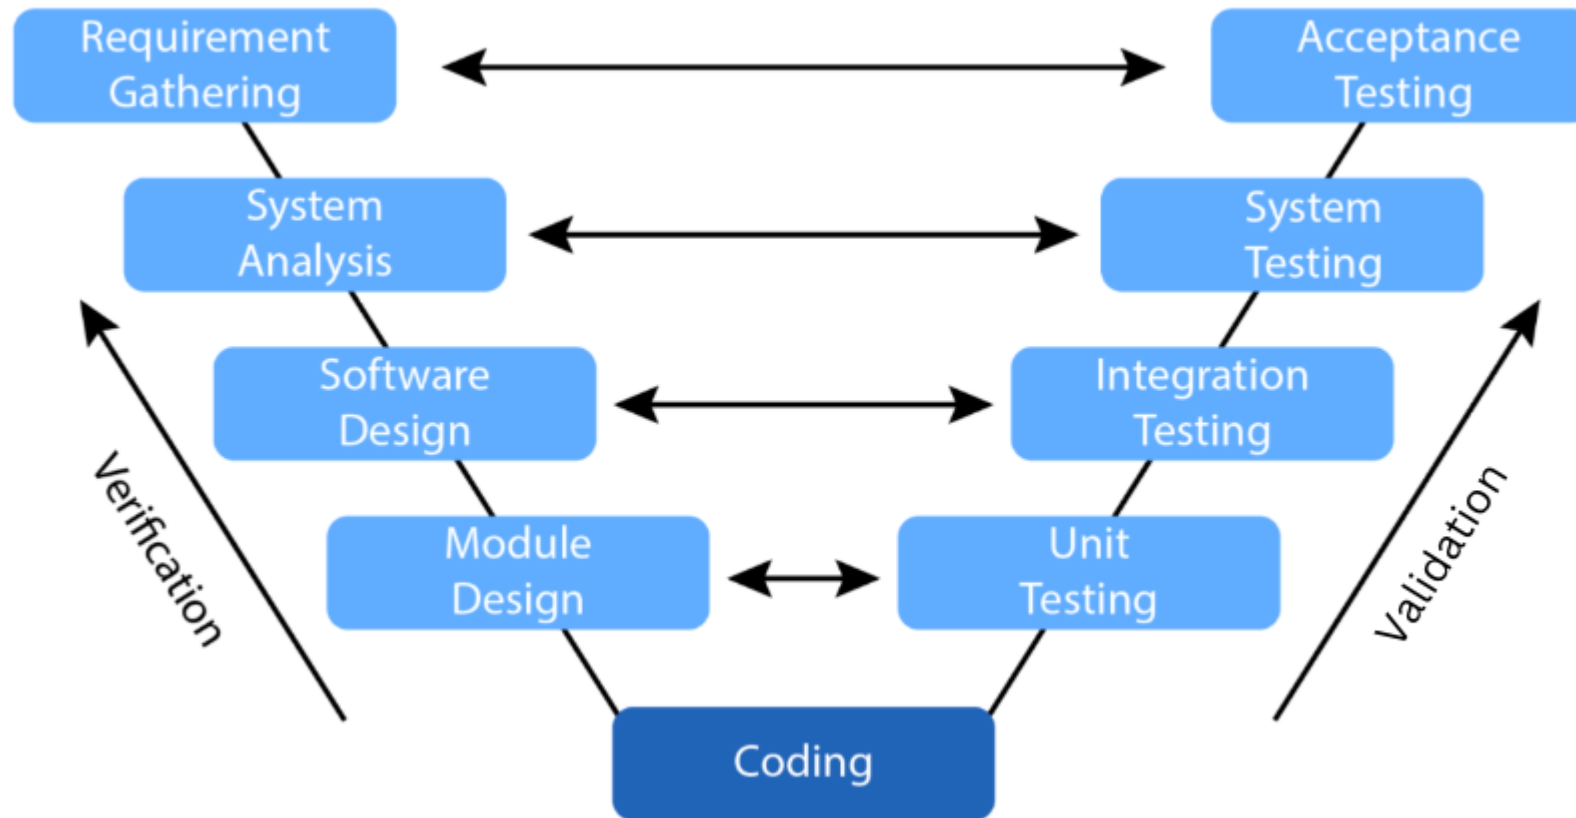 Requirement
Gathering
Acceptance
Testing
System
Analysis
System
Testing
Software
Design
Integration
Testing
Verification
Validation
Module
Design
Unit
Testing
Coding